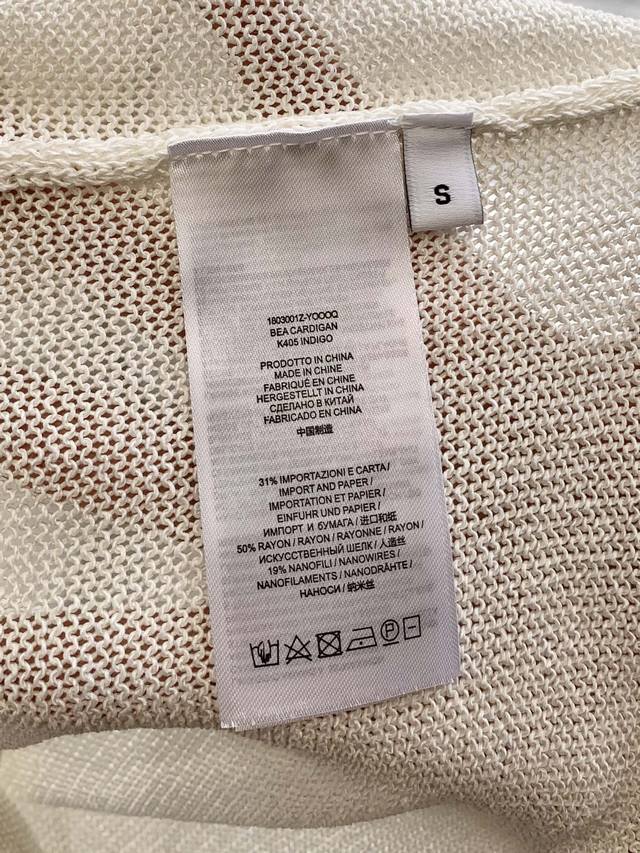 S
1803001Z-YOOOQ
BEA CARDIGAN
K405 INDIGO
PRODOTTO IN CHINA
MADE IN CHINE
FABRIQUÉ EN CHINE
HERGESTELLT IN CHINA
СДЕЛАНО В КИТАЙ
FABRICADO EN CHINA
中国制造
31% IMPORTAZIONI E CARTA /
IMPORT AND PAPER /
IMPORTATION ET PAPIER /
EINFUHR UND PAPIER /
ИМПОРТ И БУМАГА / 进口和纸
50% RAYON / RAYON / RAYONNE / RAYON /
ИСКУССТВЕННЫЙ ШЕЛК / 人造丝
19% NANOFILI / NANOWIRES /
NANOFILAMENTS / NANODRÄHTE /
НАНОСИ / 纳米丝
P